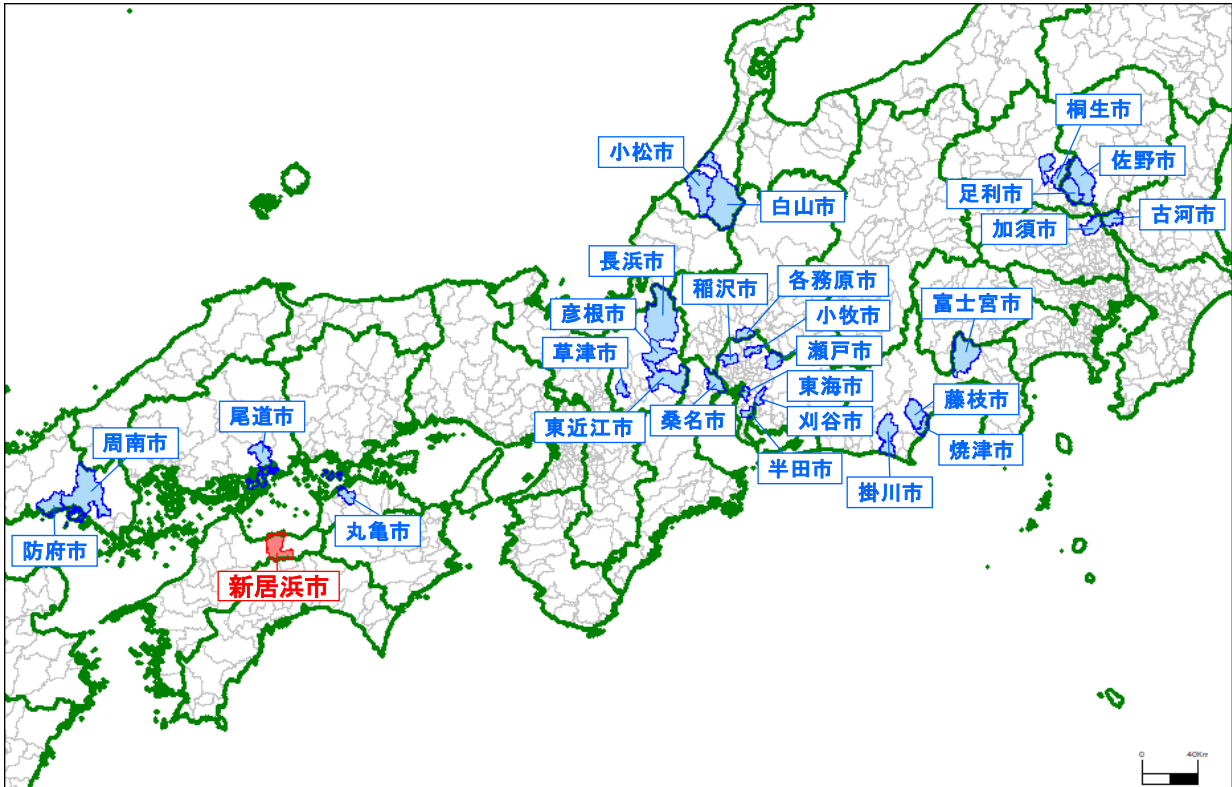 桐生市
小松市
佐野市
足利市
白山市
古河市
加須市
長浜市
稲沢市
各務原市
富士宮市
彦根市
小牧市
草津市
瀬戸市
東海市
藤枝市
尾道市
東近江市
桑名市
刈谷市
周南市
焼津市
半田市
掛川市
丸亀市
防府市
新居浜市
0 40Km